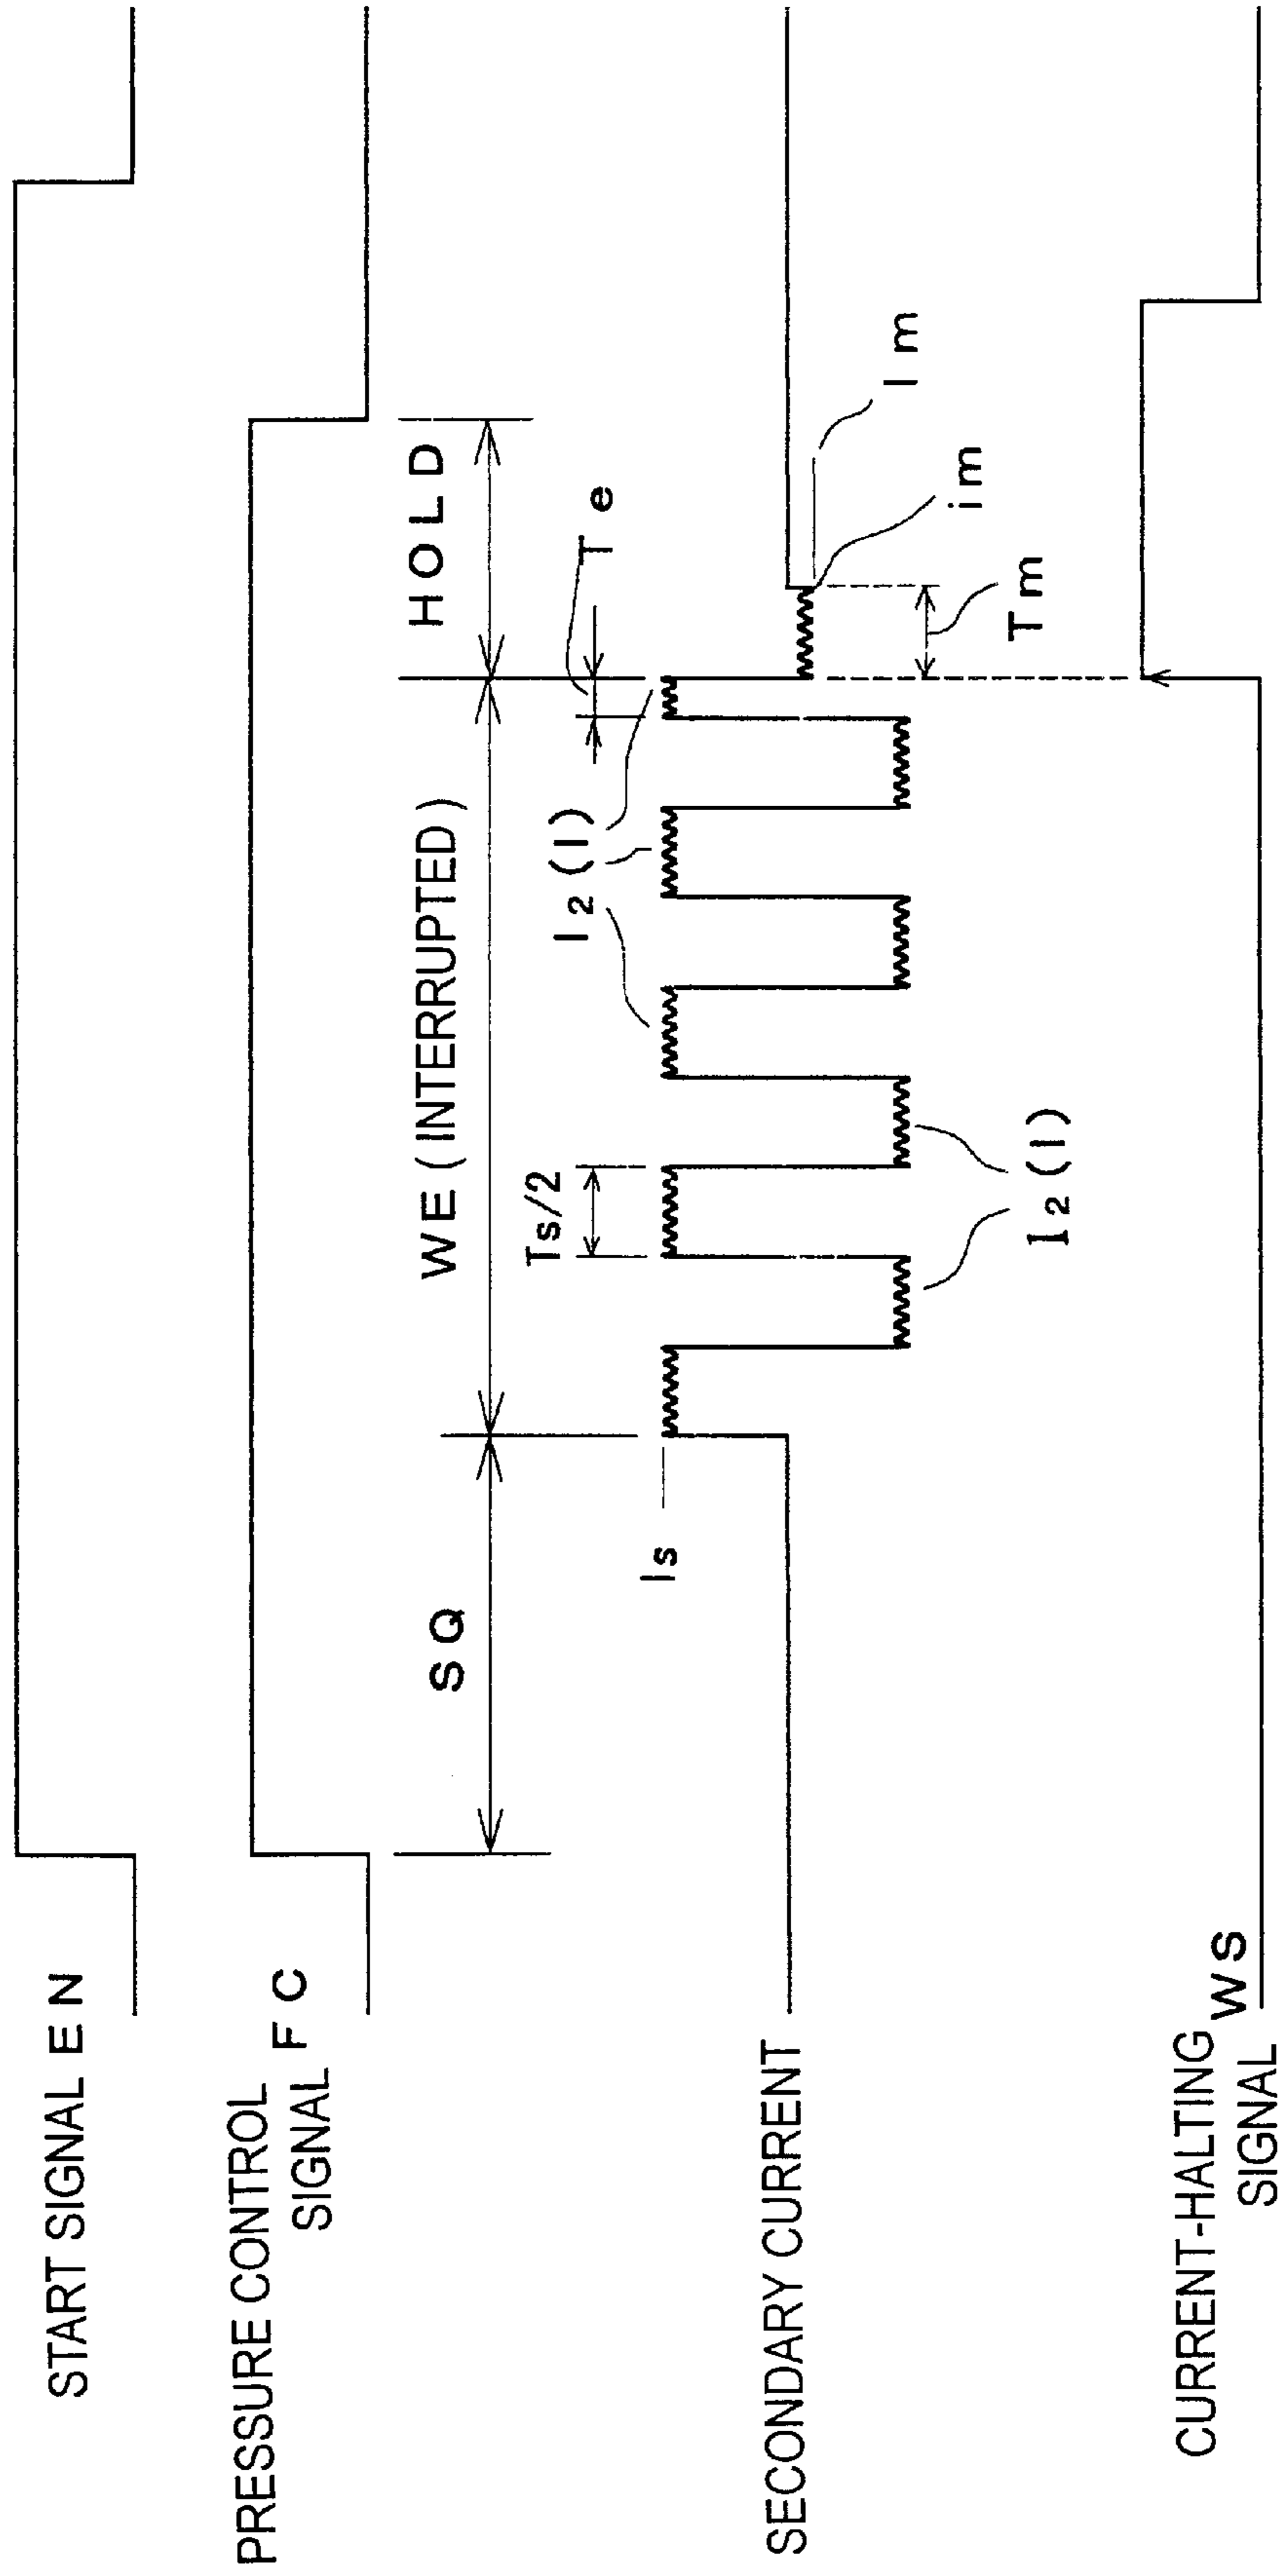 START SIGNAL EN
PRESSURE CONTROL
SIGNAL FC
SQ
WE (INTERRUPTED)
HOLD
Te
Ts/2
I2 (I)
Is
SECONDARY CURRENT
I2 (I)
Im
im
Tm
CURRENT-HALTING
SIGNAL WS